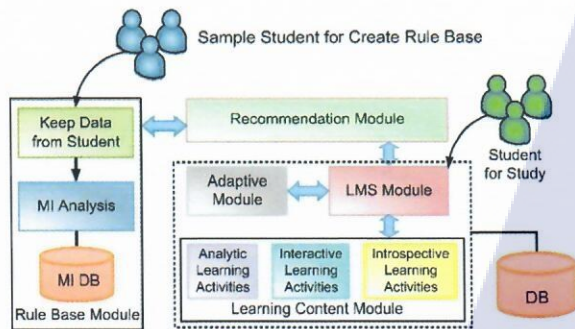 Sample Student for Create Rule Base
Keep Data
from Student
MI Analysis
MI DB
Rule Base Module
Recommendation Module
Adaptive
Module
LMS Module
Student
for Study
Analytic
Learning
Activities
Interactive
Learning
Activities
Introspective
Learning
Activities
Learning Content Module
DB